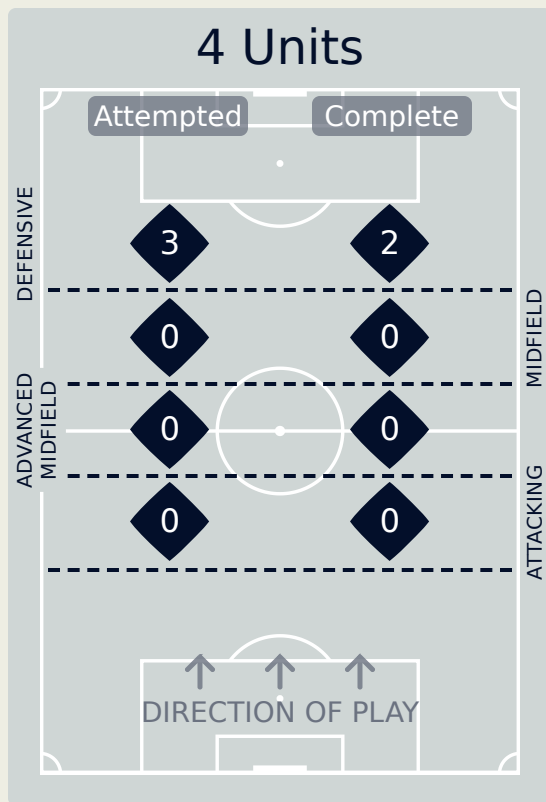 4 Units
Attempted Complete
DEFENSIVE
3 2
MIDFIELD
0 0
ADVANCED
MIDFIELD
0 0
ATTACKING
0 0
DIRECTION OF PLAY